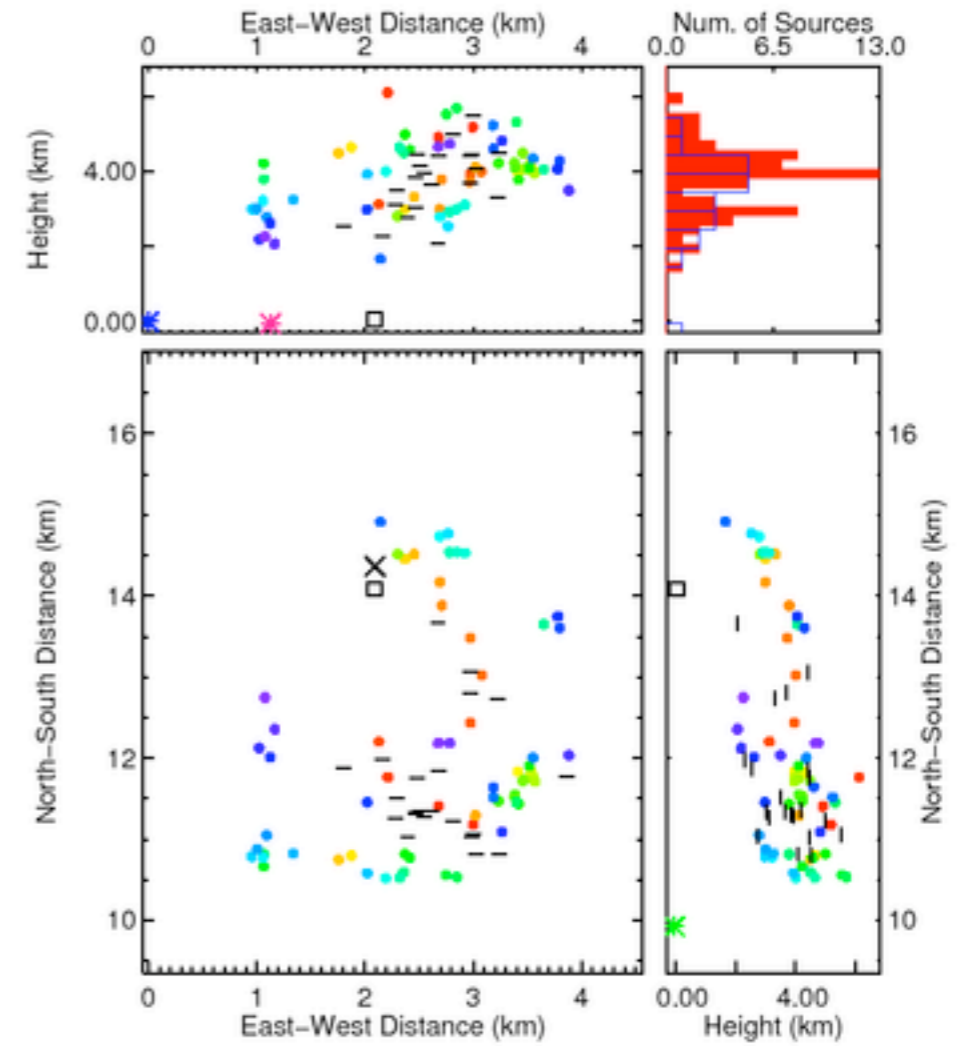 East−West Distance (km)
Num. of Sources
0 1 2 3 4
0.0 6.5 13.0
Height (km)
4.00
0.00
North−South Distance (km)
16
14
12
10
16
14
12
10
North−South Distance (km)
0 1 2 3 4
0.00 4.00
East−West Distance (km)
Height (km)